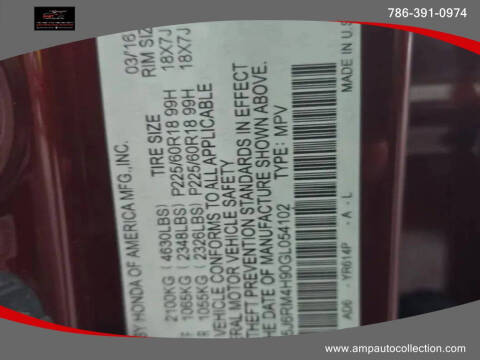 786-391-0974
BY HONDA OF AMERICA MFG., INC. 03/16
TIRE SIZE RIM SIZ
2100KG (4630LBS)
1065KG (2348LBS) P225/60R18 99H 18X7J
1055KG (2326LBS) P225/60R18 99H 18X7J
VEHICLE CONFORMS TO ALL APPLICABLE
ERAL MOTOR VEHICLE SAFETY
THEFT PREVENTION STANDARDS IN EFFECT
THE DATE OF MANUFACTURE SHOWN ABOVE.
5J6RM4H90GL054102 TYPE: MPV
A06 YR614P - A - L MADE IN U.S
www.ampautocollection.com